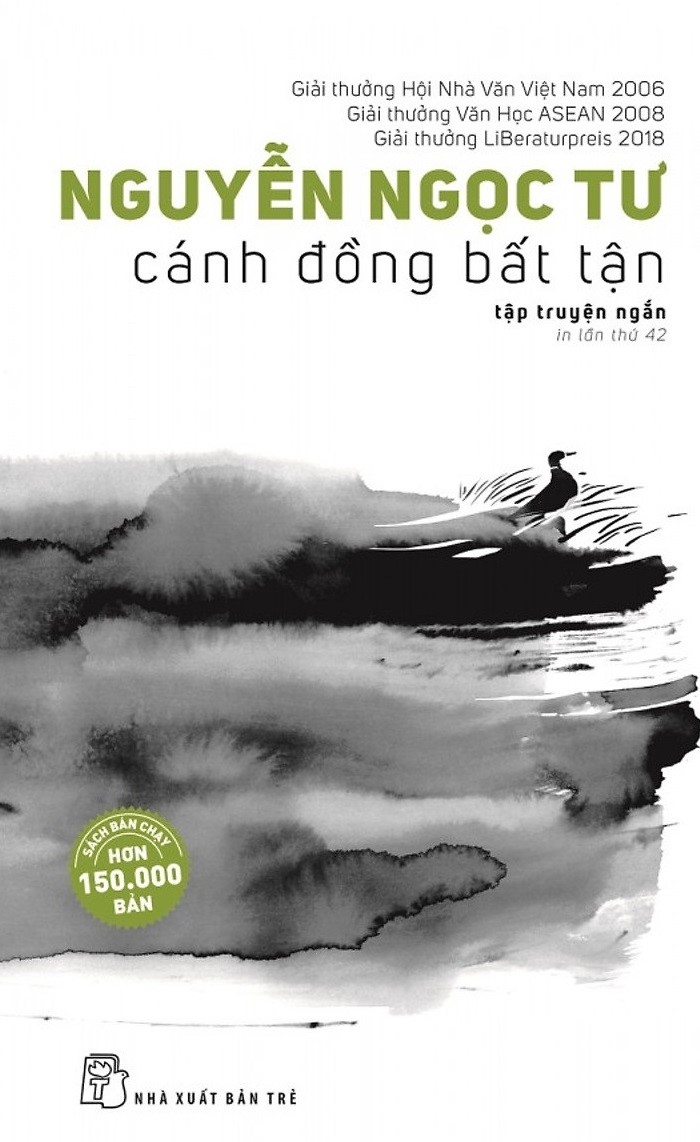 Giải thưởng Hội Nhà Văn Việt Nam 2006
Giải thưởng Văn Học ASEAN 2008
Giải thưởng LiBeraturpreis 2018
NGUYỄN NGỌC TƯ
cánh đồng bất tận
tập truyện ngắn
in lần thứ 42
SÁCH BÁN CHẠY
HƠN
150.000
BẢN
T
NHÀ XUẤT BẢN TRẺ